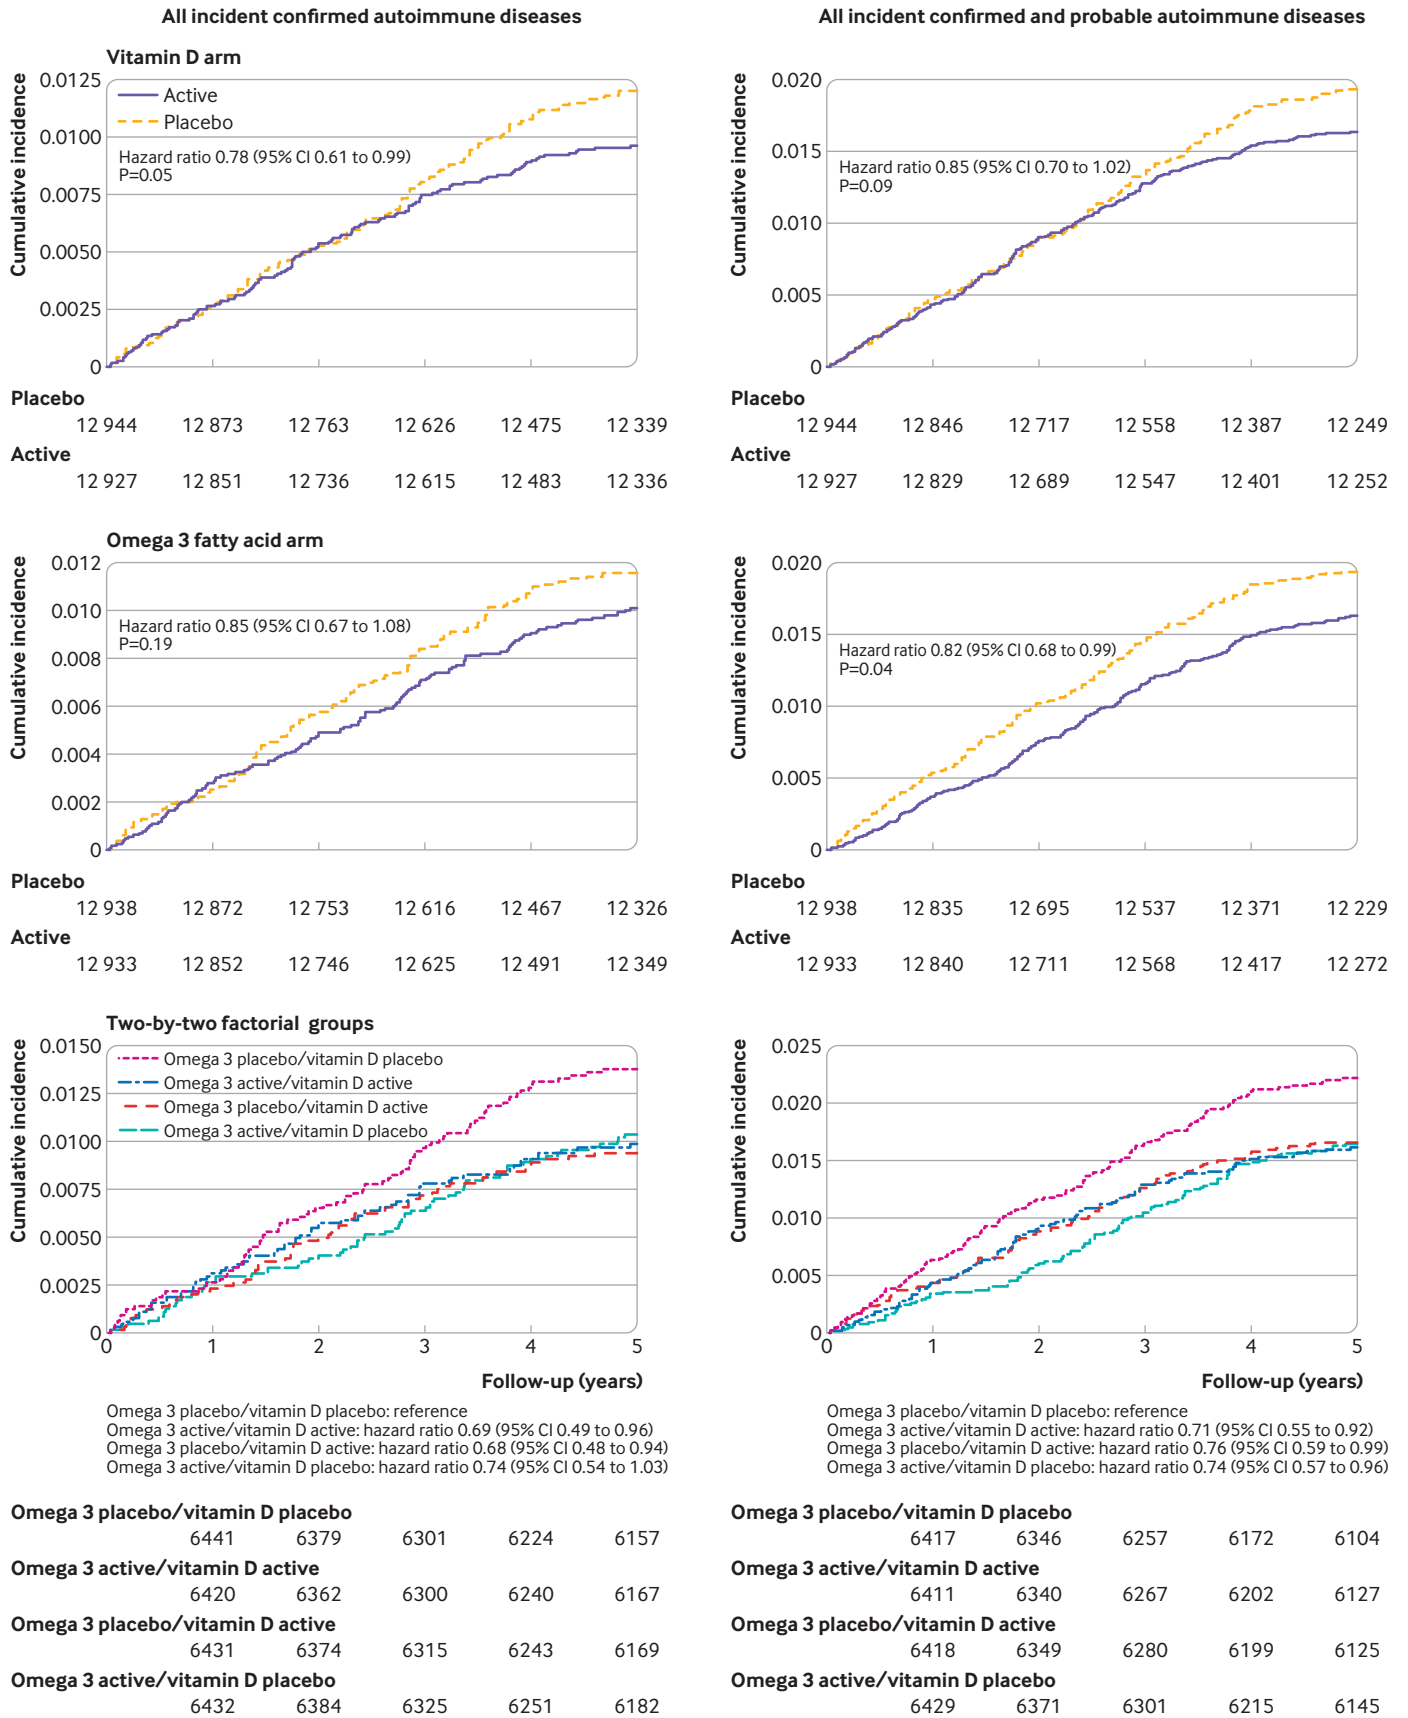 All incident confirmed autoimmune diseases
All incident confirmed and probable autoimmune diseases
Vitamin D arm
Cumulative incidence
0.0125
0.0100
0.0075
0.0050
0.0025
0
Active
Placebo
Hazard ratio 0.78 (95% CI 0.61 to 0.99)
P=0.05
Placebo
12 944 12 873 12 763 12 626 12 475 12 339
Active
12 927 12 851 12 736 12 615 12 483 12 336
Cumulative incidence
0.020
0.015
0.010
0.005
0
Hazard ratio 0.85 (95% CI 0.70 to 1.02)
P=0.09
Placebo
12 944 12 846 12 717 12 558 12 387 12 249
Active
12 927 12 829 12 689 12 547 12 401 12 252
Omega 3 fatty acid arm
Cumulative incidence
0.012
0.010
0.008
0.006
0.004
0.002
0
Hazard ratio 0.85 (95% CI 0.67 to 1.08)
P=0.19
Placebo
12 938 12 872 12 753 12 616 12 467 12 326
Active
12 933 12 852 12 746 12 625 12 491 12 349
Cumulative incidence
0.020
0.015
0.010
0.005
0
Hazard ratio 0.82 (95% CI 0.68 to 0.99)
P=0.04
Placebo
12 938 12 835 12 695 12 537 12 371 12 229
Active
12 933 12 840 12 711 12 568 12 417 12 272
Two-by-two factorial groups
Cumulative incidence
0.0150
0.0125
0.0100
0.0075
0.0050
0.0025
0
Omega 3 placebo/vitamin D placebo
Omega 3 active/vitamin D active
Omega 3 placebo/vitamin D active
Omega 3 active/vitamin D placebo
0 1 2 3 4 5
Follow-up (years)
Omega 3 placebo/vitamin D placebo: reference
Omega 3 active/vitamin D active: hazard ratio 0.69 (95% CI 0.49 to 0.96)
Omega 3 placebo/vitamin D active: hazard ratio 0.68 (95% CI 0.48 to 0.94)
Omega 3 active/vitamin D placebo: hazard ratio 0.74 (95% CI 0.54 to 1.03)
Omega 3 placebo/vitamin D placebo
6441 6379 6301 6224 6157
Omega 3 active/vitamin D active
6420 6362 6300 6240 6167
Omega 3 placebo/vitamin D active
6431 6374 6315 6243 6169
Omega 3 active/vitamin D placebo
6432 6384 6325 6251 6182
Cumulative incidence
0.025
0.020
0.015
0.010
0.005
0
0 1 2 3 4 5
Follow-up (years)
Omega 3 placebo/vitamin D placebo: reference
Omega 3 active/vitamin D active: hazard ratio 0.71 (95% CI 0.55 to 0.92)
Omega 3 placebo/vitamin D active: hazard ratio 0.76 (95% CI 0.59 to 0.99)
Omega 3 active/vitamin D placebo: hazard ratio 0.74 (95% CI 0.57 to 0.96)
Omega 3 placebo/vitamin D placebo
6417 6346 6257 6172 6104
Omega 3 active/vitamin D active
6411 6340 6267 6202 6127
Omega 3 placebo/vitamin D active
6418 6349 6280 6199 6125
Omega 3 active/vitamin D placebo
6429 6371 6301 6215 6145